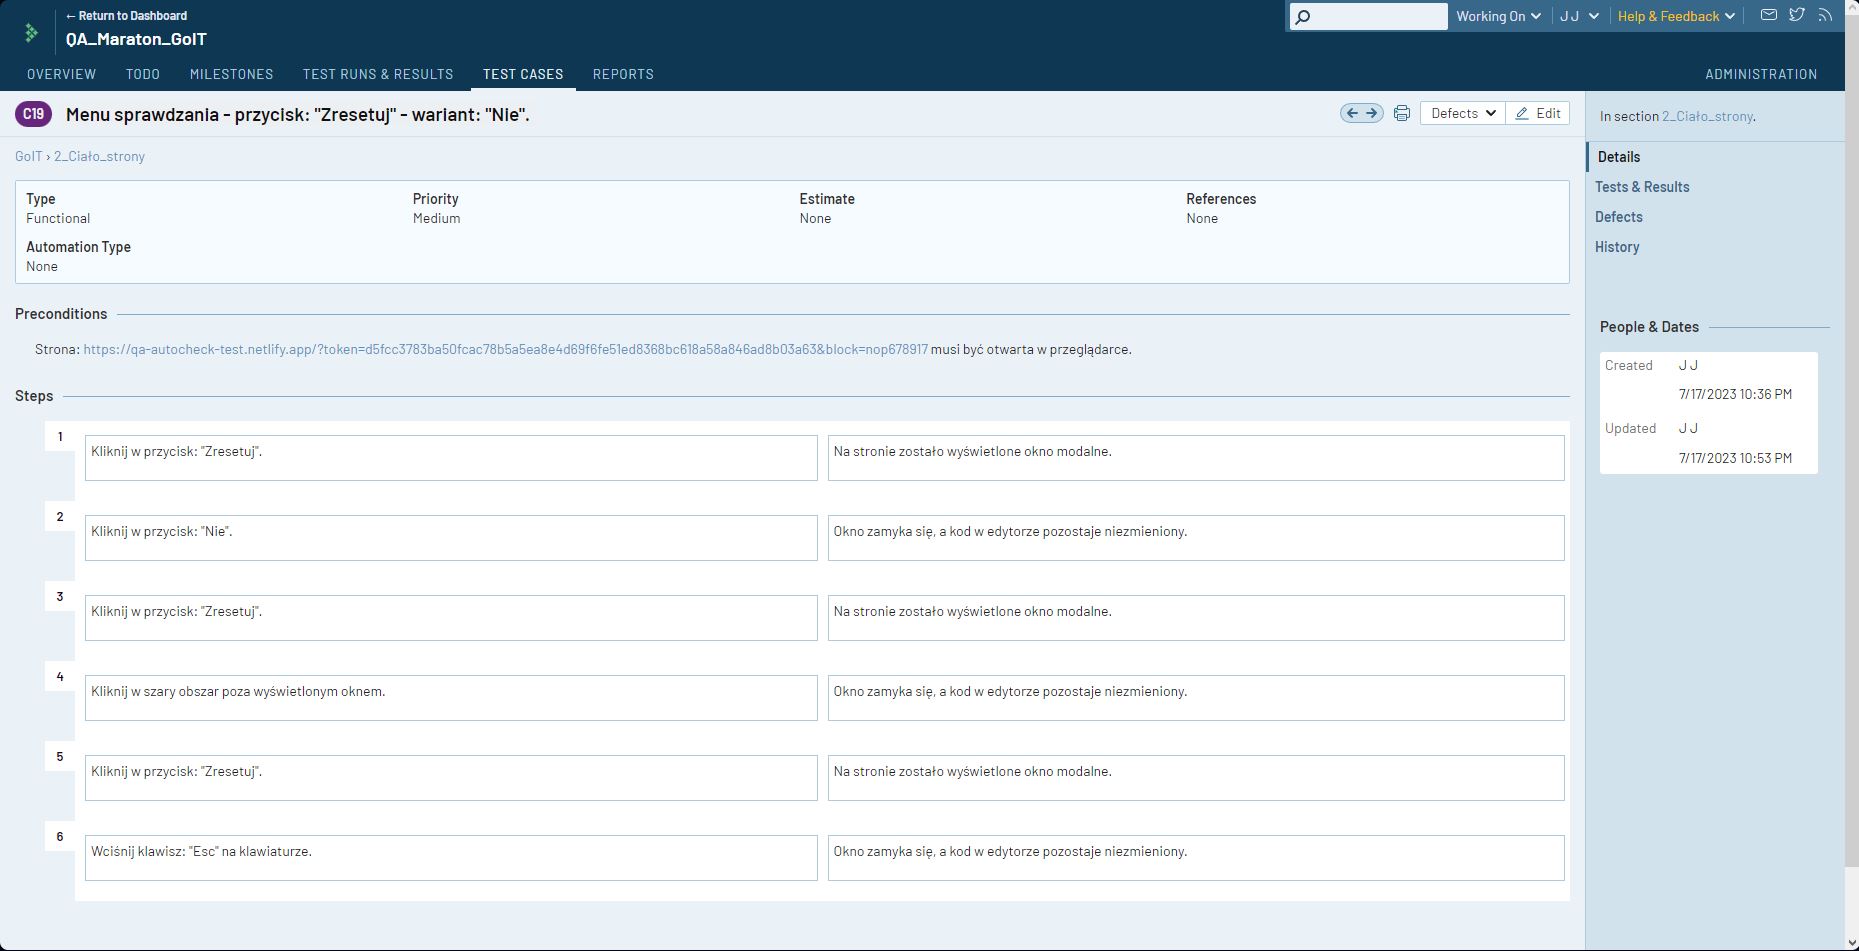 ← Return to Dashboard
QA_Maraton_GoIT
Working On
J J
Help & Feedback
OVERVIEW
TODO
MILESTONES
TEST RUNS & RESULTS
TEST CASES
REPORTS
ADMINISTRATION
C19
Menu sprawdzania - przycisk: "Zresetuj" - wariant: "Nie".
Defects
Edit
GoIT › 2_Ciało_strony
Type
Functional
Priority
Medium
Estimate
None
References
None
Automation Type
None
Preconditions
Strona: https://qa-autocheck-test.netlify.app/?token=d5fcc3783ba50fcac78b5a5ea8e4d69f6fe51ed8368bc618a58a846ad8b03a63&block=nop678917 musi być otwarta w przeglądarce.
Steps
1
Kliknij w przycisk: "Zresetuj".
Na stronie zostało wyświetlone okno modalne.
2
Kliknij w przycisk: "Nie".
Okno zamyka się, a kod w edytorze pozostaje niezmieniony.
3
Kliknij w przycisk: "Zresetuj".
Na stronie zostało wyświetlone okno modalne.
4
Kliknij w szary obszar poza wyświetlonym oknem.
Okno zamyka się, a kod w edytorze pozostaje niezmieniony.
5
Kliknij w przycisk: "Zresetuj".
Na stronie zostało wyświetlone okno modalne.
6
Wciśnij klawisz: "Esc" na klawiaturze.
Okno zamyka się, a kod w edytorze pozostaje niezmieniony.
In section 2_Ciało_strony.
Details
Tests & Results
Defects
History
People & Dates
Created
J J
7/17/2023 10:36 PM
Updated
J J
7/17/2023 10:53 PM